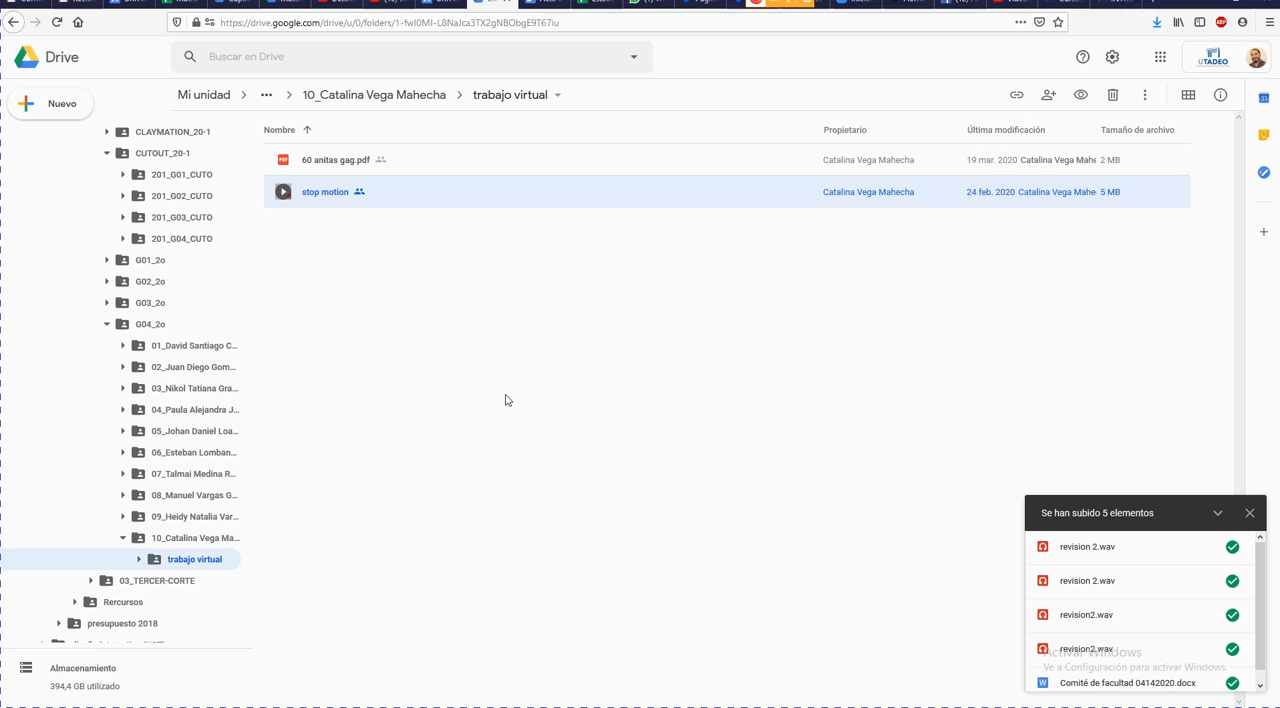 https://drive.google.com/drive/u/0/folders/1-fwI0MI-L8NaJca3TX2gNBObgE9T67iu
Drive
Buscar en Drive
UTADEO
Nuevo
Mi unidad
10_Catalina Vega Mahecha
trabajo virtual
Nombre
Propietario
Última modificación
Tamaño de archivo
60 anitas gag.pdf
Catalina Vega Mahecha
19 mar. 2020 Catalina Vega Mahe
2 MB
stop motion
Catalina Vega Mahecha
24 feb. 2020 Catalina Vega Mahe
5 MB
CLAYMATION_20-1
CUTOUT_20-1
201_G01_CUTO
201_G02_CUTO
201_G03_CUTO
201_G04_CUTO
G01_2o
G02_2o
G03_2o
G04_2o
01_David Santiago C...
02_Juan Diego Gom...
03_Nikol Tatiana Gra...
04_Paula Alejandra J...
05_Johan Daniel Loa...
06_Esteban Lomban...
07_Talmai Medina R...
08_Manuel Vargas G...
09_Heidy Natalia Var...
10_Catalina Vega Ma...
trabajo virtual
03_TERCER-CORTE
Rercursos
presupuesto 2018
Almacenamiento
394,4 GB utilizado
Se han subido 5 elementos
revision 2.wav
revision 2.wav
revision2.wav
revision2.wav
Comité de facultad 04142020.docx
Activar Windows
Ve a Configuración para activar Windows.